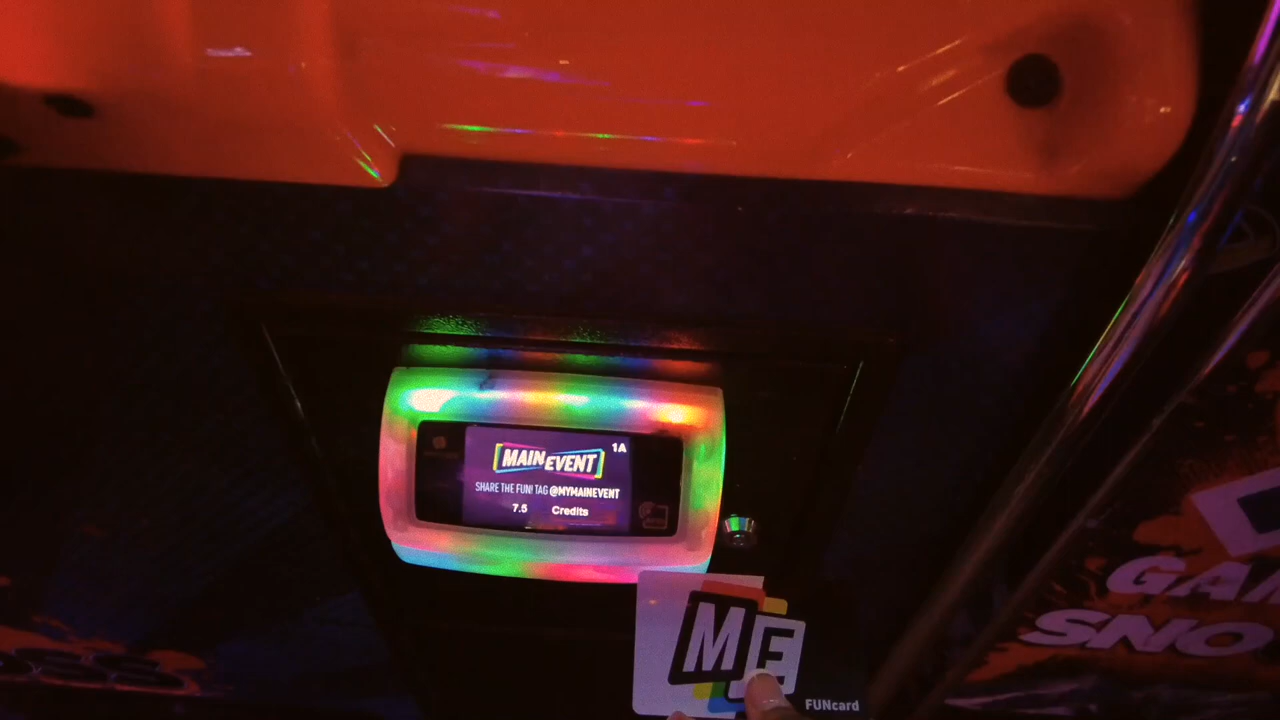 1A
MAIN EVENT
SHARE THE FUN! TAG @MYMAINEVENT
7.5 Credits
ME
FUNcard